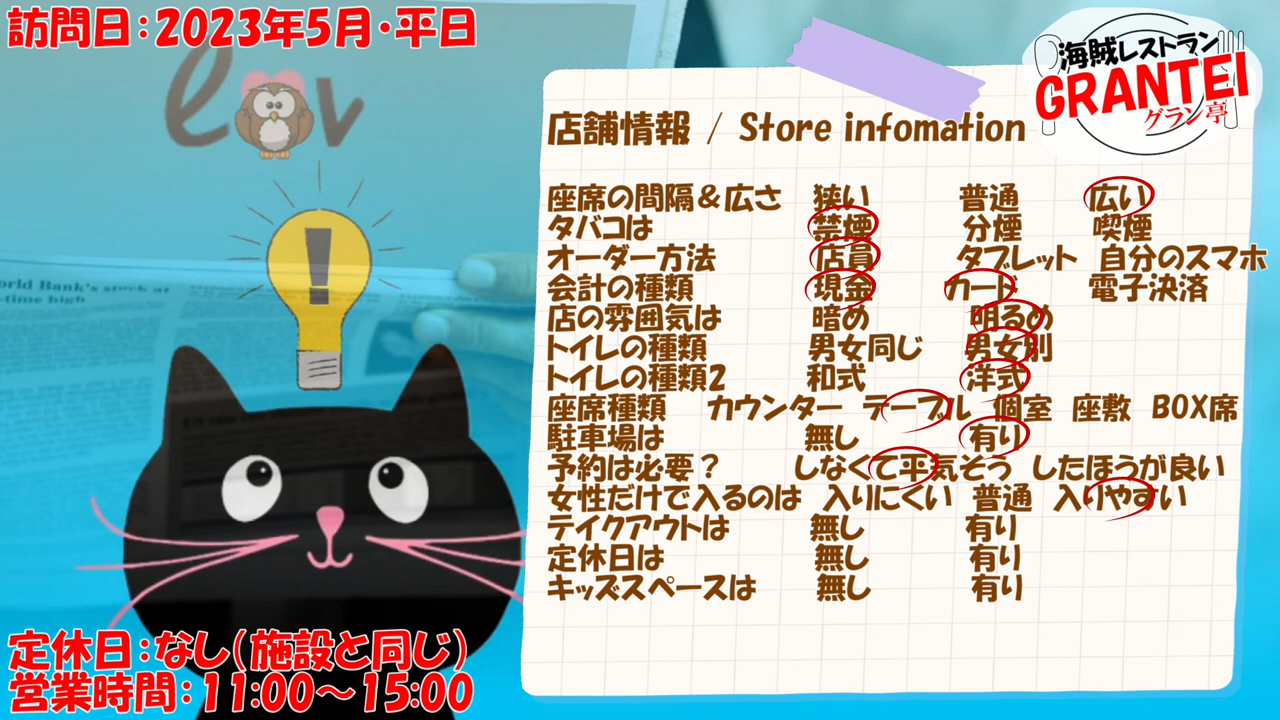 訪問日：2023年5月・平日
lov
海賊レストラン
GRANTEI
グラン亭
店舗情報 / Store infomation
座席の間隔＆広さ 狭い 普通 広い
タバコは 禁煙 分煙 喫煙
オーダー方法 店員 タブレット 自分のスマホ
会計の種類 現金 カード 電子決済
店の雰囲気は 暗め 明るめ
トイレの種類 男女同じ 男女別
トイレの種類2 和式 洋式
座席種類 カウンター テーブル 個室 座敷 BOX席
駐車場は 無し 有り
予約は必要？ しなくて平気そう したほうが良い
女性だけで入るのは 入りにくい 普通 入りやすい
テイクアウトは 無し 有り
定休日は 無し 有り
キッズスペースは 無し 有り
World Bank's stock at
-time high
定休日：なし（施設と同じ）
営業時間：11:00～15:00